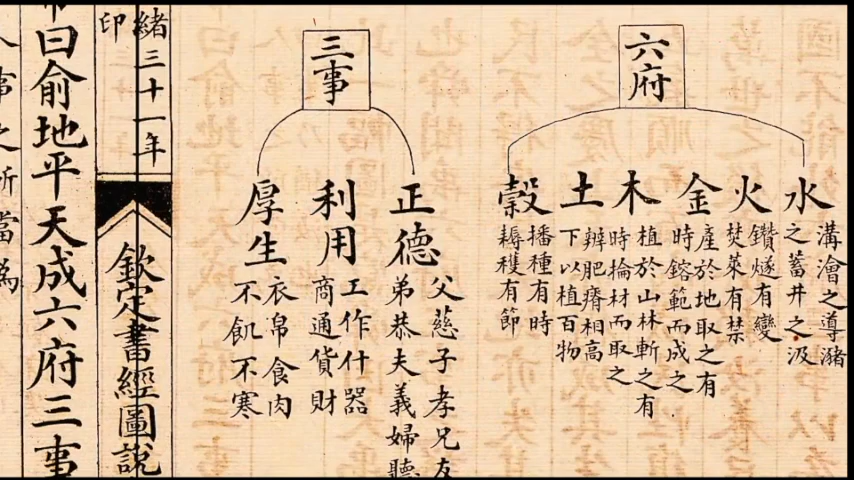 六府
水
溝澮之導瀦
之蓄井之汲
火
鑽燧有變
焚萊有禁
金
產於地取之有
時鎔範而成之
木
植於山林斬之有
時掄材而取之
土
辨肥瘠相高
下以植百物
穀
播種有時
耨穫有節
三事
正德
父慈子孝兄友
弟恭夫義婦聽
利用
工作什器
商通貨財
厚生
衣帛食肉
不飢不寒
緒三十一年
印
欽定書經圖說
帝曰俞地平天成六府三事
事之所當為